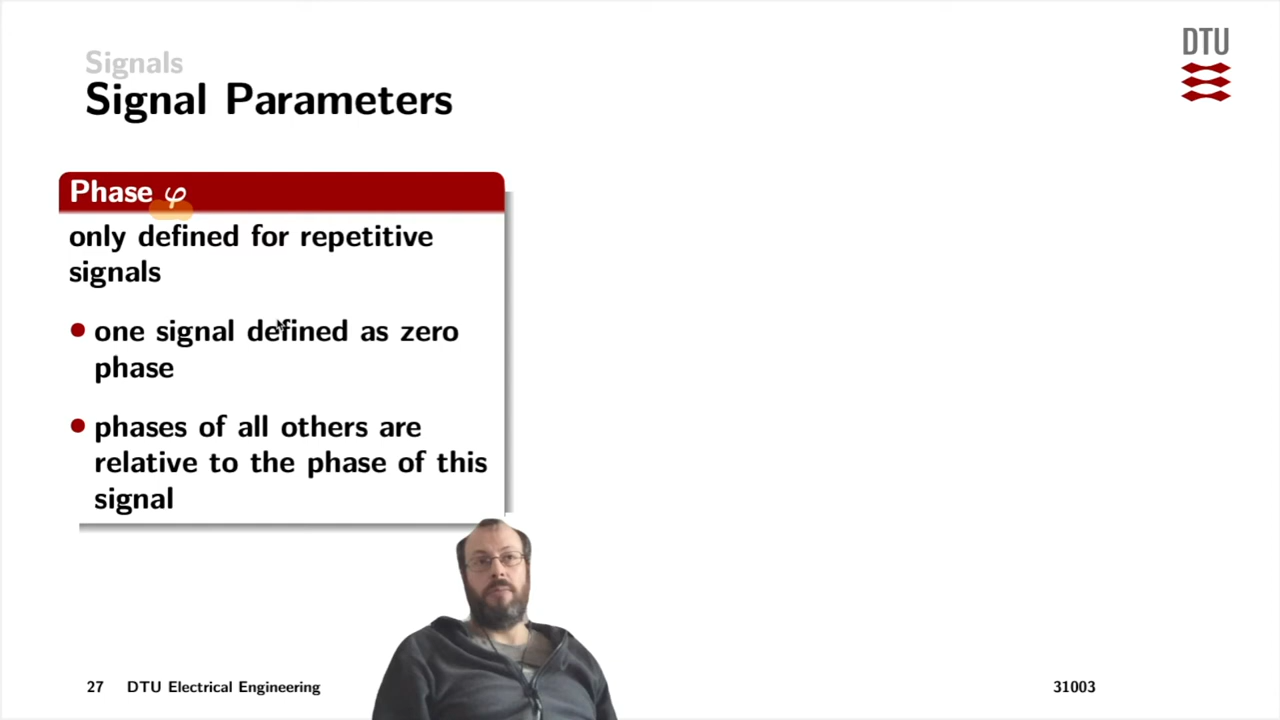 Signals
Signal Parameters
DTU
Phase φ
only defined for repetitive
signals
● one signal defined as zero
phase
● phases of all others are
relative to the phase of this
signal
27 DTU Electrical Engineering 31003